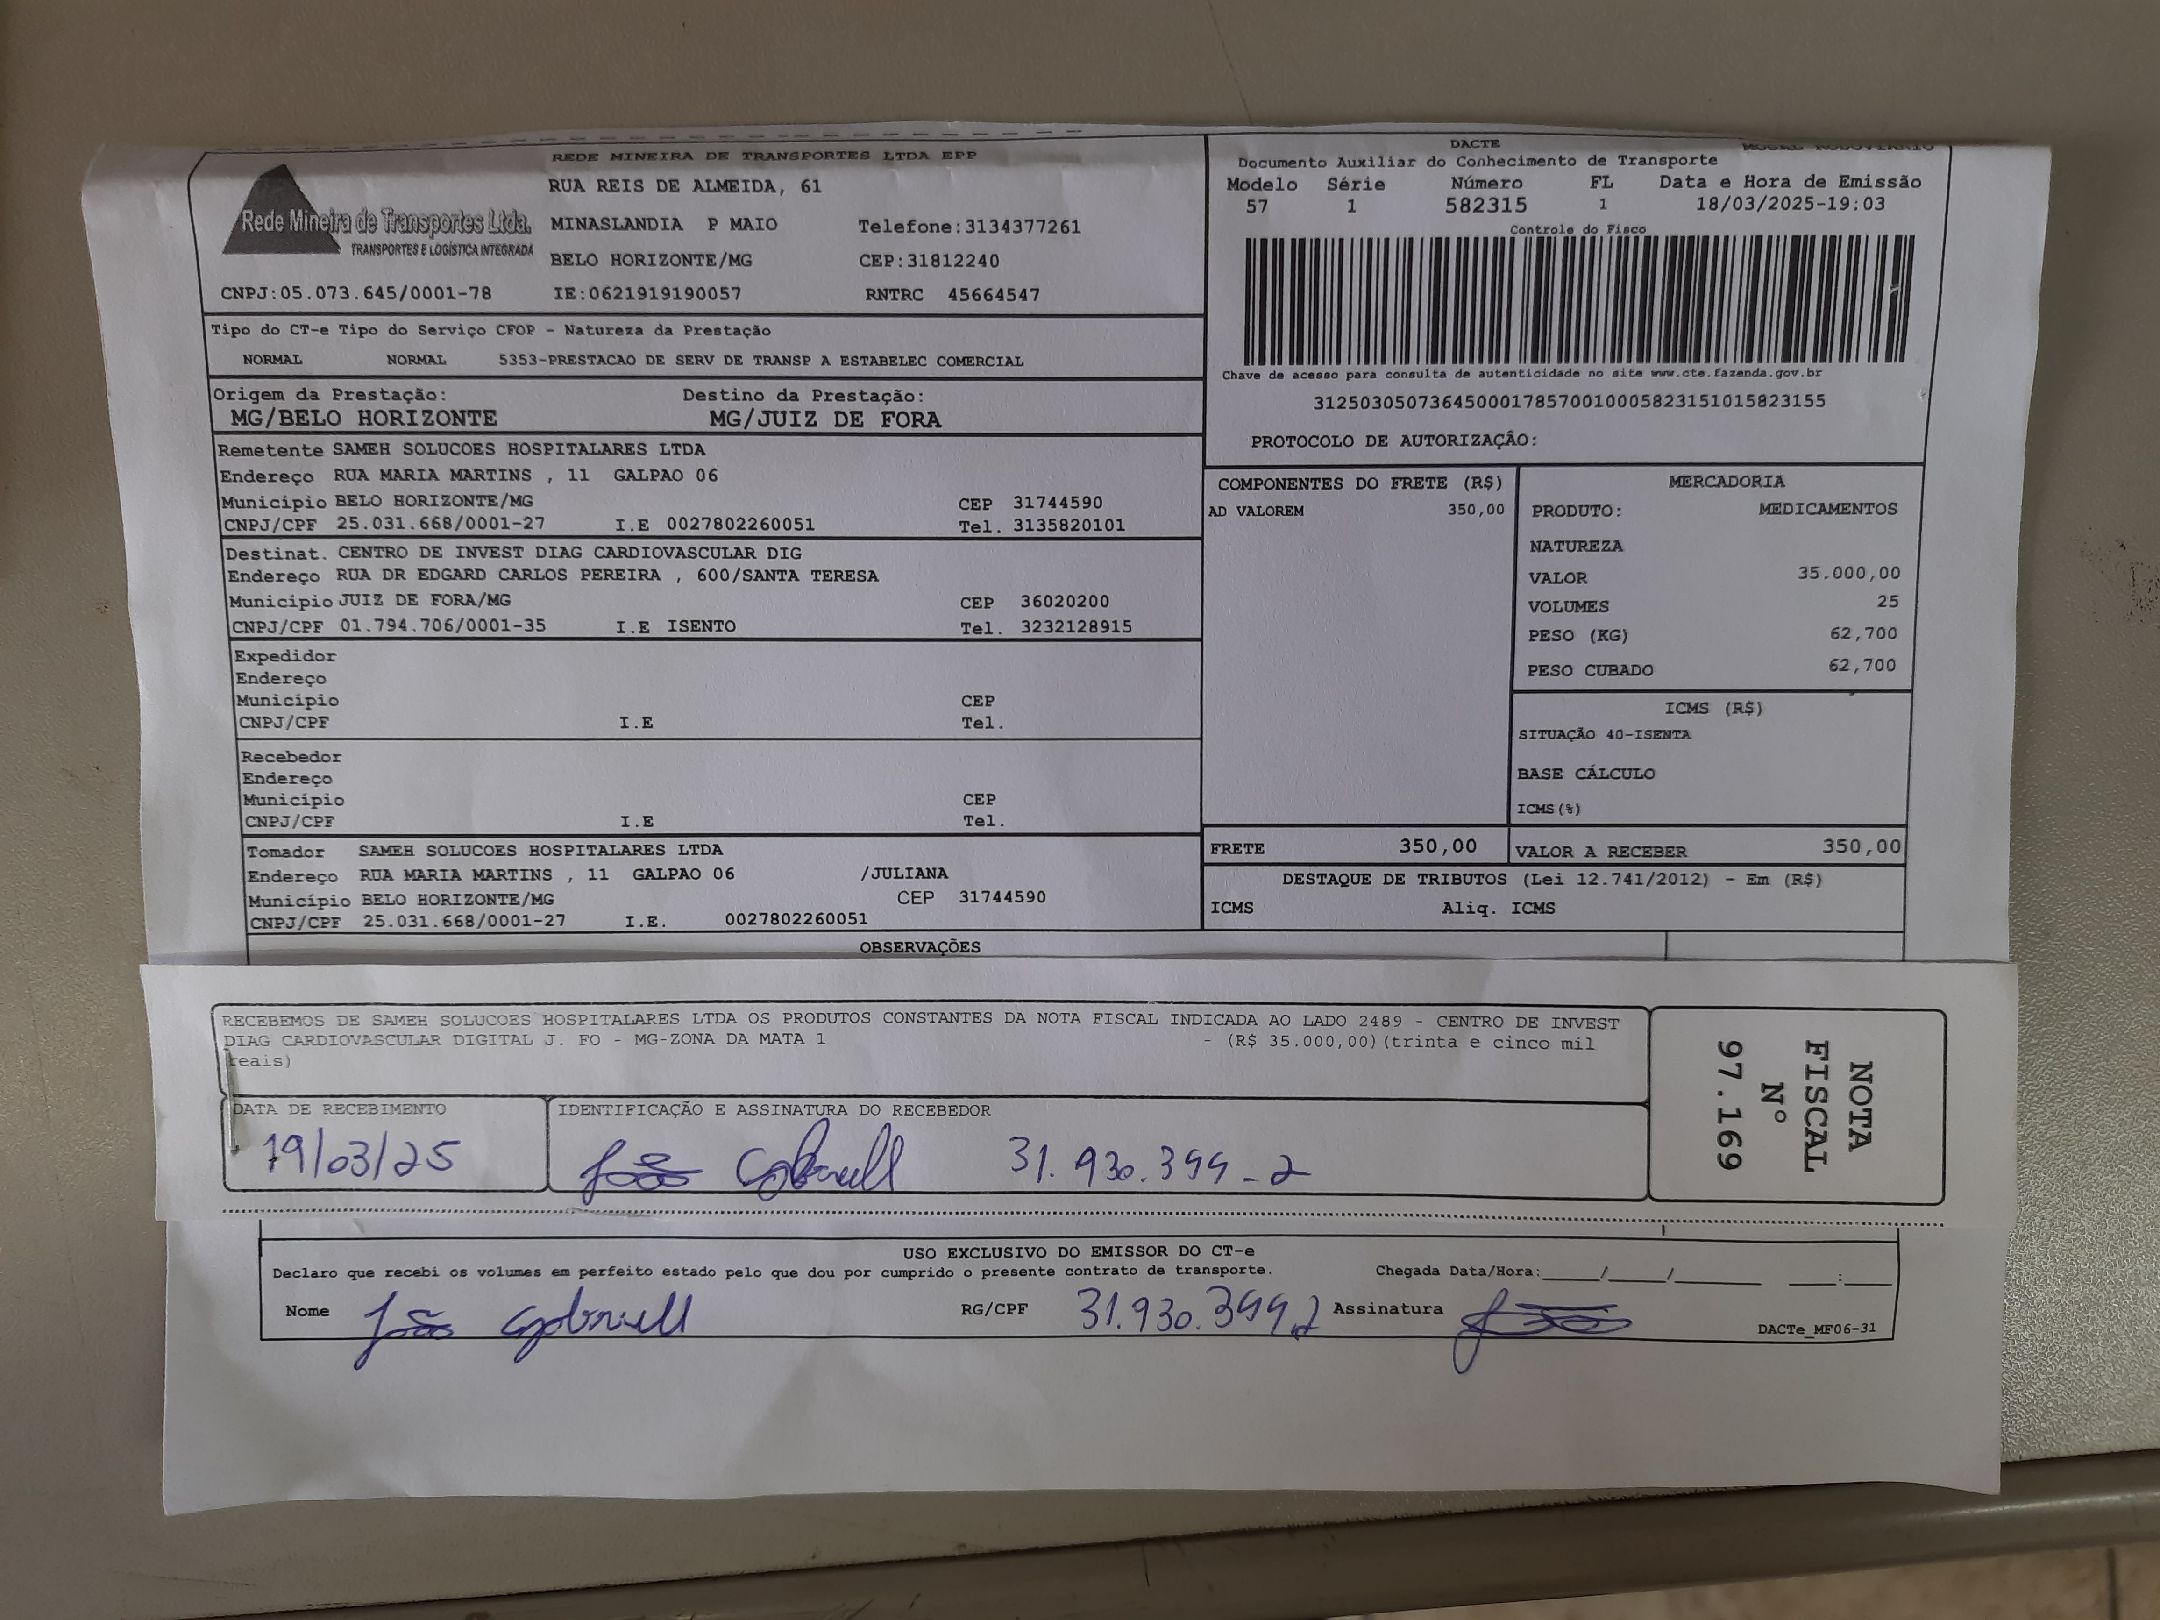 REDE MINEIRA DE TRANSPORTES LTDA EPP
RUA REIS DE ALMEIDA, 61
Rede Mineira de Transportes Ltda.
TRANSPORTES E LOGÍSTICA INTEGRADA
MINASLANDIA P MAIO Telefone:3134377261
BELO HORIZONTE/MG CEP:31812240
CNPJ:05.073.645/0001-78 IE:0621919190057 RNTRC 45664547
DACTE
MODAL RODOVIÁRIO
Documento Auxiliar do Conhecimento de Transporte
Modelo Série Número FL Data e Hora de Emissão
57 1 582315 1 18/03/2025-19:03
Controle do Fisco
Chave de acesso para consulta de autenticidade no site www.cte.fazenda.gov.br
31250305073645000178570010005823151015823155
PROTOCOLO DE AUTORIZAÇÃO:
Tipo do CT-e Tipo do Serviço CFOP - Natureza da Prestação
NORMAL NORMAL 5353-PRESTACAO DE SERV DE TRANSP A ESTABELEC COMERCIAL
Origem da Prestação: Destino da Prestação:
MG/BELO HORIZONTE MG/JUIZ DE FORA
Remetente SAMEH SOLUCOES HOSPITALARES LTDA
Endereço RUA MARIA MARTINS , 11 GALPAO 06
Município BELO HORIZONTE/MG CEP 31744590
CNPJ/CPF 25.031.668/0001-27 I.E 0027802260051 Tel. 3135820101
Destinat. CENTRO DE INVEST DIAG CARDIOVASCULAR DIG
Endereço RUA DR EDGARD CARLOS PEREIRA , 600/SANTA TERESA
Município JUIZ DE FORA/MG CEP 36020200
CNPJ/CPF 01.794.706/0001-35 I.E ISENTO Tel. 3232128915
Expedidor
Endereço
Município CEP
CNPJ/CPF I.E Tel.
Recebedor
Endereço
Município CEP
CNPJ/CPF I.E Tel.
Tomador SAMEH SOLUCOES HOSPITALARES LTDA
Endereço RUA MARIA MARTINS , 11 GALPAO 06 /JULIANA
Município BELO HORIZONTE/MG CEP 31744590
CNPJ/CPF 25.031.668/0001-27 I.E. 0027802260051
COMPONENTES DO FRETE (R$)
AD VALOREM 350,00
MERCADORIA
PRODUTO: MEDICAMENTOS
NATUREZA
VALOR 35.000,00
VOLUMES 25
PESO (KG) 62,700
PESO CUBADO 62,700
ICMS (R$)
SITUAÇÃO 40-ISENTA
BASE CÁLCULO
ICMS(%)
FRETE 350,00 VALOR A RECEBER 350,00
DESTAQUE DE TRIBUTOS (Lei 12.741/2012) - Em (R$)
ICMS Aliq. ICMS
OBSERVAÇÕES
RECEBEMOS DE SAMEH SOLUCOES HOSPITALARES LTDA OS PRODUTOS CONSTANTES DA NOTA FISCAL INDICADA AO LADO 2489 - CENTRO DE INVEST
DIAG CARDIOVASCULAR DIGITAL J. FO - MG-ZONA DA MATA 1 - (R$ 35.000,00) (trinta e cinco mil
reais)
DATA DE RECEBIMENTO IDENTIFICAÇÃO E ASSINATURA DO RECEBEDOR
19/03/25 João Gabriell 31.930.399-2
NOTA
FISCAL
Nº
97.169
USO EXCLUSIVO DO EMISSOR DO CT-e
Declaro que recebi os volumes em perfeito estado pelo que dou por cumprido o presente contrato de transporte. Chegada Data/Hora:____/____/______ ___:___
Nome João Gabriell RG/CPF 31.930.399.2 Assinatura João
DACTe_MF06-31